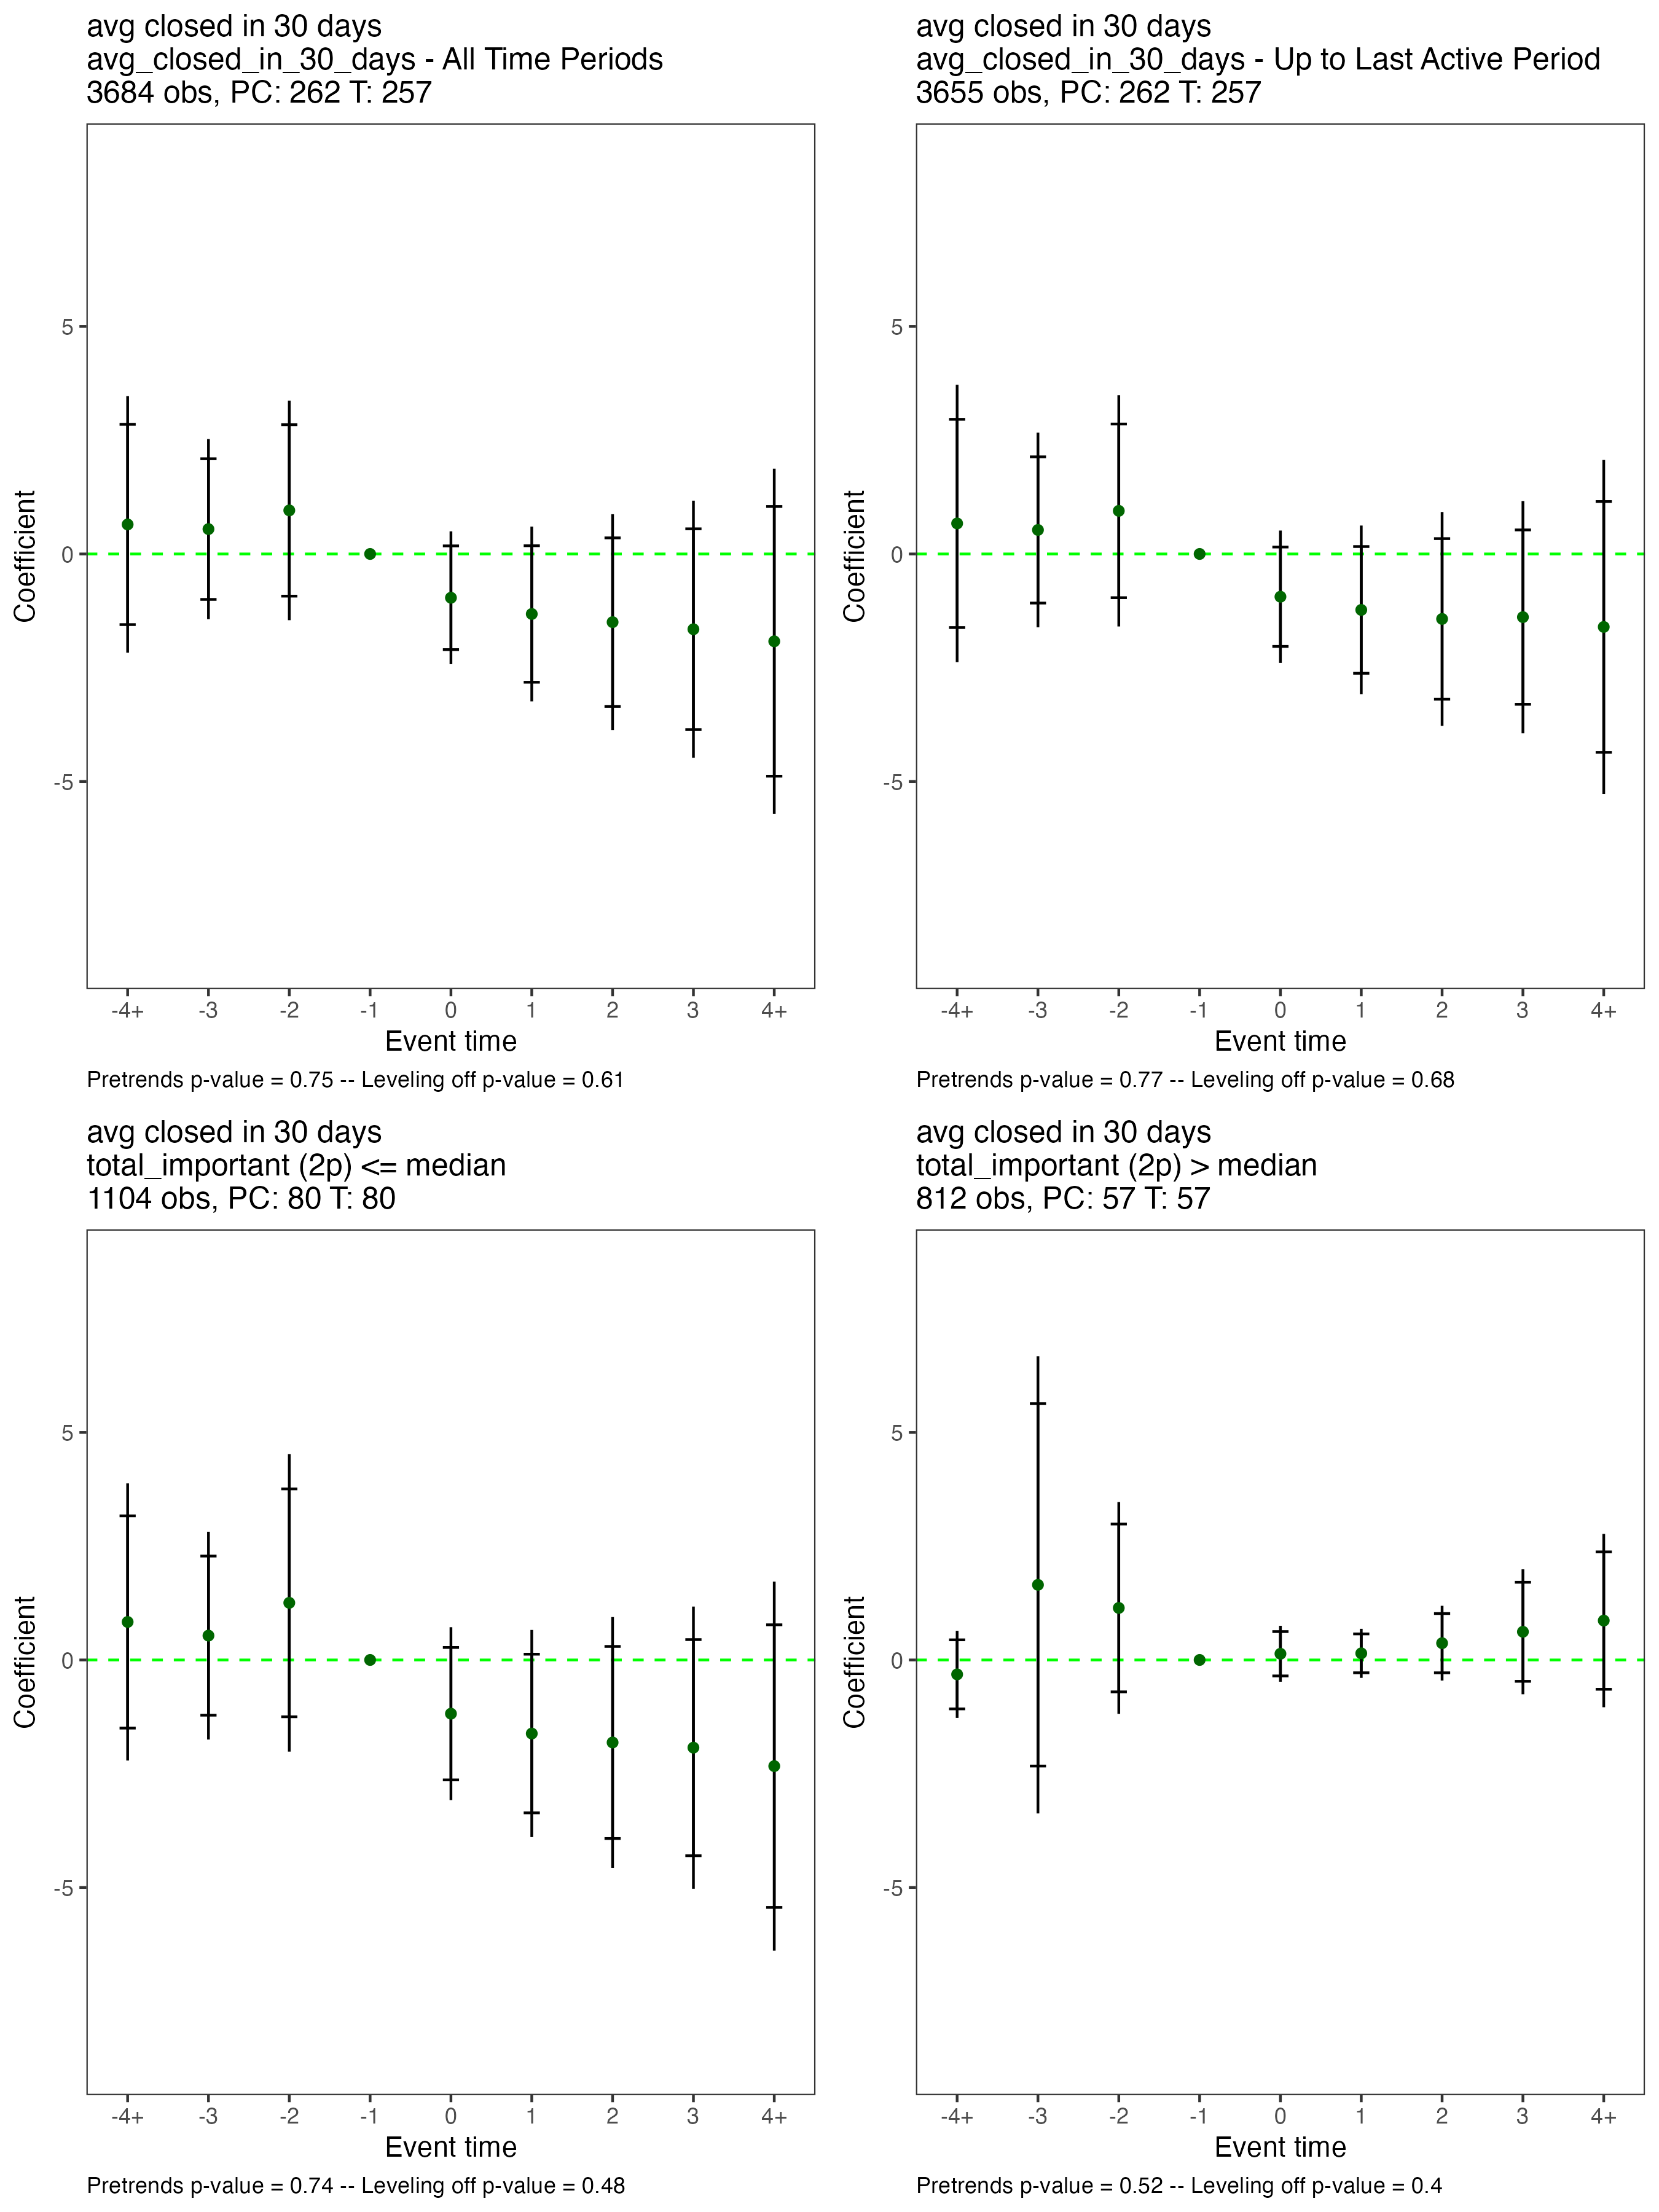 avg closed in 30 days
avg_closed_in_30_days - All Time Periods
3684 obs, PC: 262 T: 257
Coefficient
5
0
-5
-4+ -3 -2 -1 0 1 2 3 4+
Event time
Pretrends p-value = 0.75 -- Leveling off p-value = 0.61
avg closed in 30 days
avg_closed_in_30_days - Up to Last Active Period
3655 obs, PC: 262 T: 257
Coefficient
5
0
-5
-4+ -3 -2 -1 0 1 2 3 4+
Event time
Pretrends p-value = 0.77 -- Leveling off p-value = 0.68
avg closed in 30 days
total_important (2p) <= median
1104 obs, PC: 80 T: 80
Coefficient
5
0
-5
-4+ -3 -2 -1 0 1 2 3 4+
Event time
Pretrends p-value = 0.74 -- Leveling off p-value = 0.48
avg closed in 30 days
total_important (2p) > median
812 obs, PC: 57 T: 57
Coefficient
5
0
-5
-4+ -3 -2 -1 0 1 2 3 4+
Event time
Pretrends p-value = 0.52 -- Leveling off p-value = 0.4